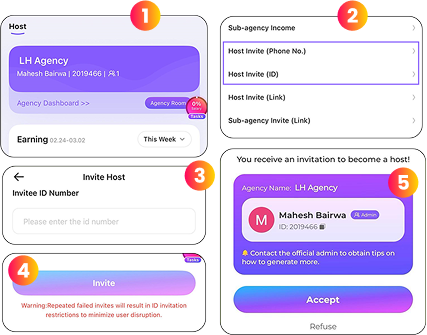 1
Host
LH Agency
Mahesh Bairwa | 2019466 | 1
Agency Dashboard >>
Agency Room
0%
Tasks
Earning 02.24-03.02
This Week
2
Sub-agency Income
Host Invite (Phone No.)
Host Invite (ID)
Host Invite (Link)
Sub-agency Invite (Link)
3
Invite Host
Invitee ID Number
Please enter the id number
4
Tasks
Invite
Warning:Repeated failed invites will result in ID invitation
restrictions to minimize user disruption.
5
You receive an invitation to become a host!
Agency Name: LH Agency
M
Mahesh Bairwa Admin
ID: 2019466
Contact the official admin to obtain tips on
how to generate more.
Accept
Refuse